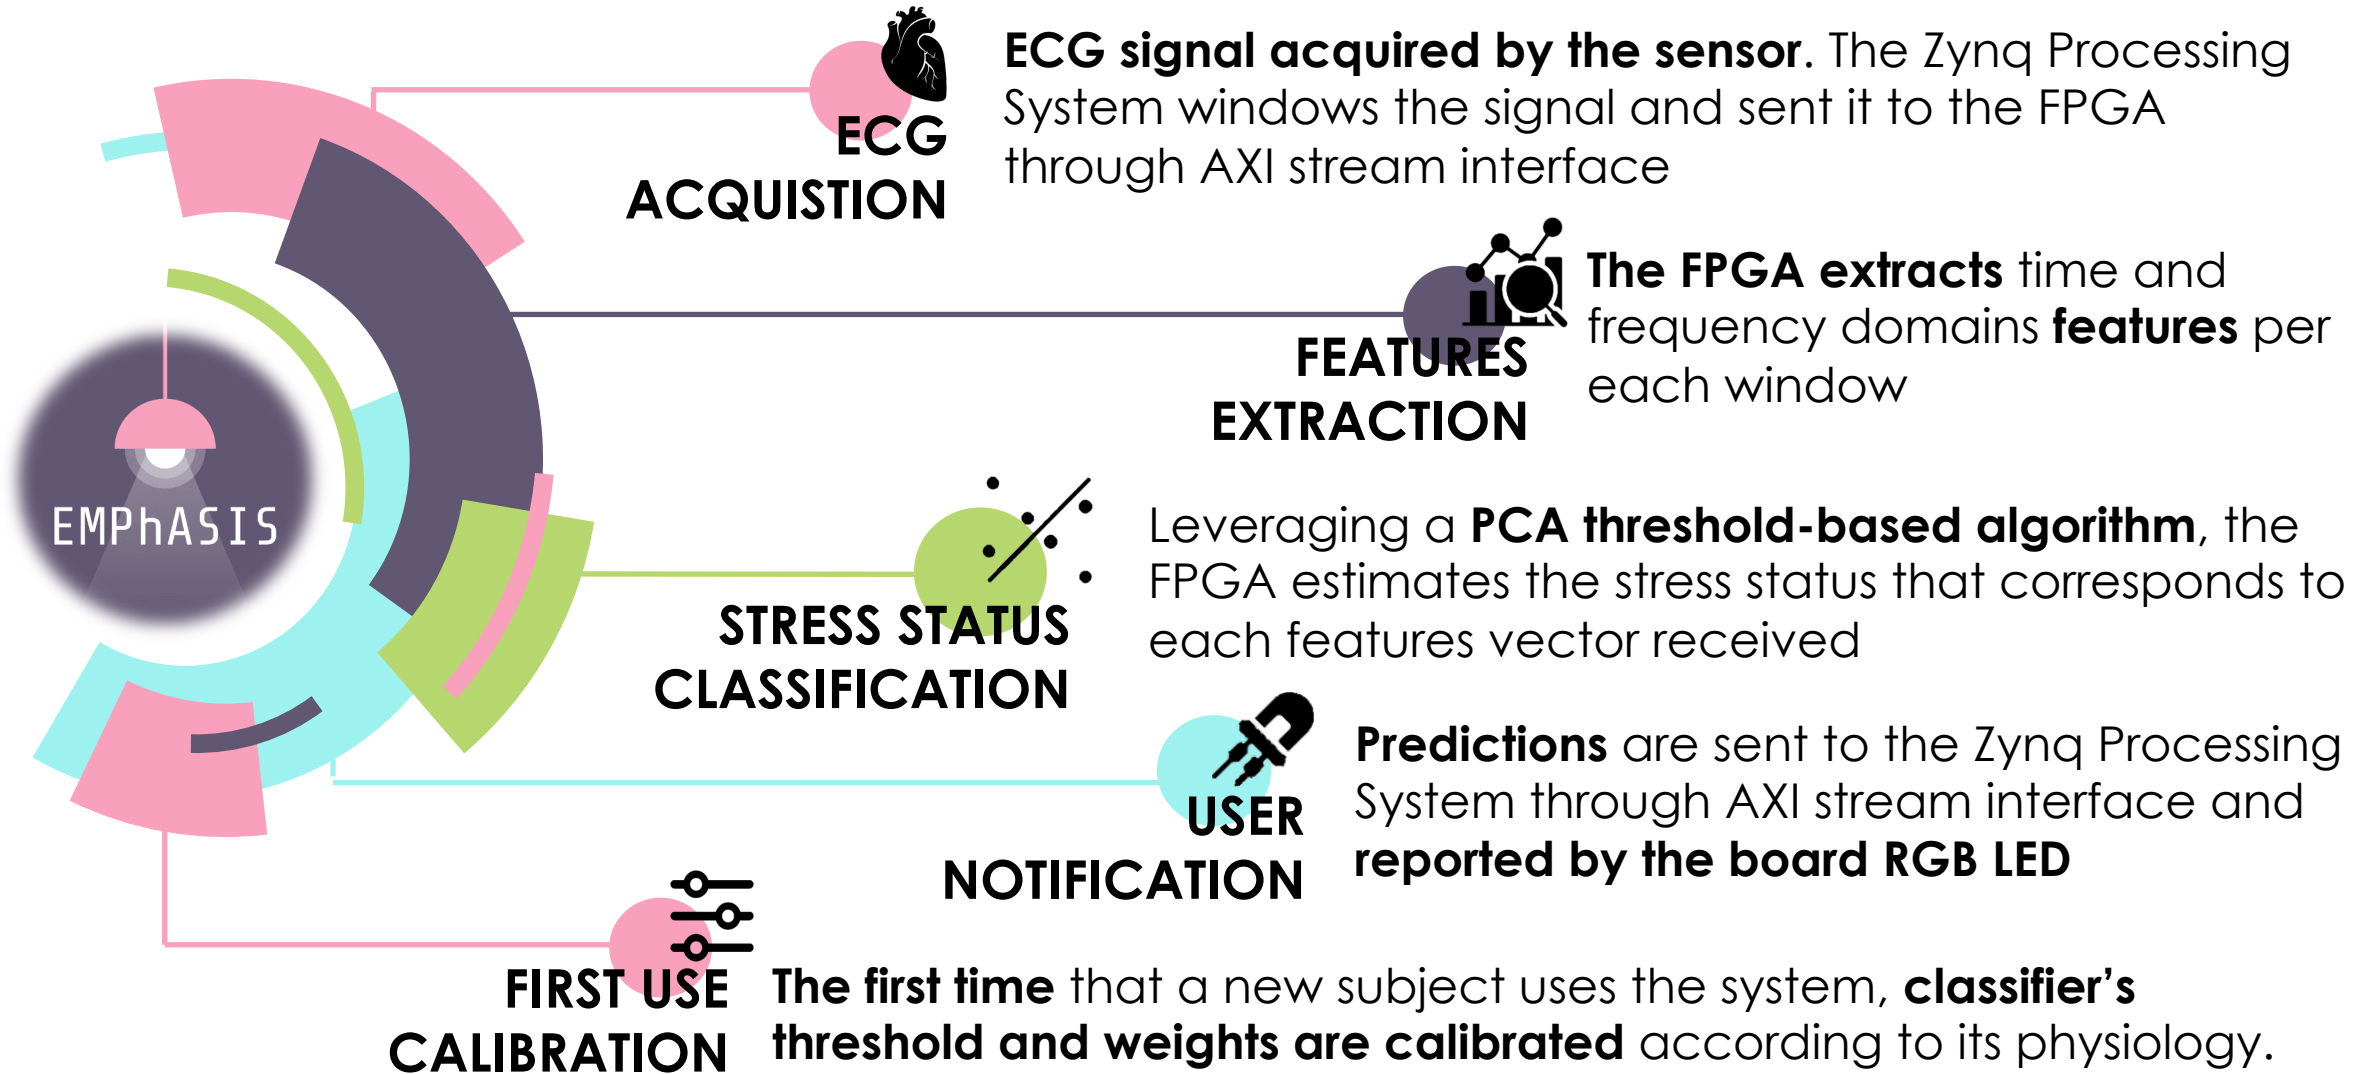 EMPhASIS
ECG
ACQUISTION
ECG signal acquired by the sensor. The Zynq Processing
System windows the signal and sent it to the FPGA
through AXI stream interface
FEATURES
EXTRACTION
The FPGA extracts time and
frequency domains features per
each window
STRESS STATUS
CLASSIFICATION
Leveraging a PCA threshold-based algorithm, the
FPGA estimates the stress status that corresponds to
each features vector received
USER
NOTIFICATION
Predictions are sent to the Zynq Processing
System through AXI stream interface and
reported by the board RGB LED
FIRST USE
CALIBRATION
The first time that a new subject uses the system, classifier’s
threshold and weights are calibrated according to its physiology.